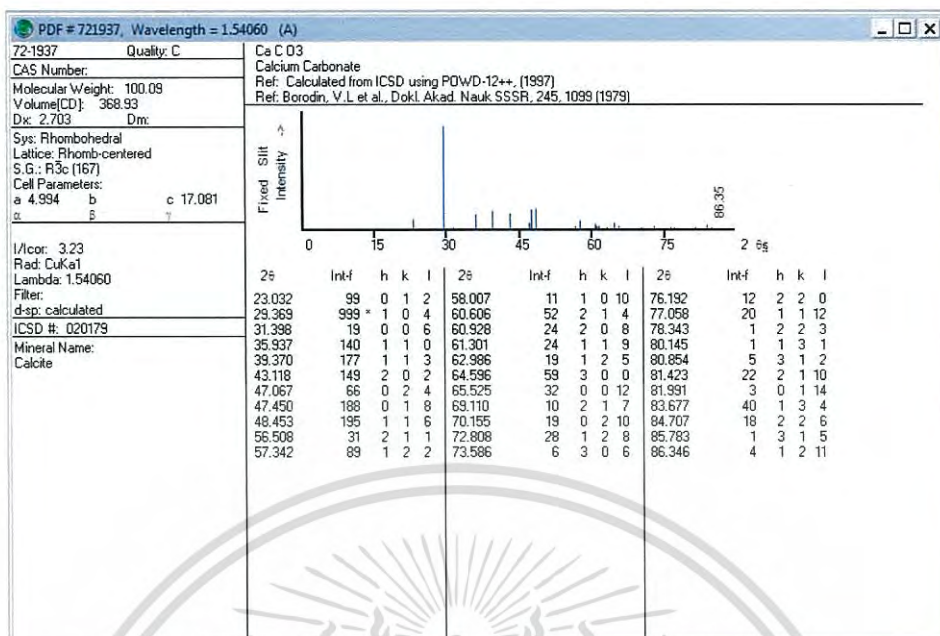 PDF # 721937, Wavelength = 1.54060 (A)
72-1937 Quality: C
CAS Number:
Molecular Weight: 100.09
Volume[CD]: 368.93
Dx: 2.703 Dm:
Sys: Rhombohedral
Lattice: Rhomb-centered
S.G.: R3̅c (167)
Cell Parameters:
a 4.994 b c 17.081
α β γ
I/Icor: 3.23
Rad: CuKa1
Lambda: 1.54060
Filter:
d-sp: calculated
ICSD #: 020179
Mineral Name:
Calcite
Ca C O3
Calcium Carbonate
Ref: Calculated from ICSD using POWD-12++, (1997)
Ref: Borodin, V.L et al., Dokl. Akad. Nauk SSSR, 245, 1099 (1979)
Fixed Slit
Intensity ->
86.35
0 15 30 45 60 75 2 θ§
2θ Int-f h k l 2θ Int-f h k l 2θ Int-f h k l
23.032 99 0 1 2 58.007 11 1 0 10 76.192 12 2 2 0
29.369 999 * 1 0 4 60.606 52 2 1 4 77.058 20 1 1 12
31.398 19 0 0 6 60.928 24 2 0 8 78.343 1 2 2 3
35.937 140 1 1 0 61.301 24 1 1 9 80.145 1 1 3 1
39.370 177 1 1 3 62.986 19 1 2 5 80.854 5 3 1 2
43.118 149 2 0 2 64.596 59 3 0 0 81.423 22 2 1 10
47.067 66 0 2 4 65.525 32 0 0 12 81.991 3 0 1 14
47.450 188 0 1 8 69.110 10 2 1 7 83.677 40 1 3 4
48.453 195 1 1 6 70.155 19 0 2 10 84.707 18 2 2 6
56.508 31 2 1 1 72.808 28 1 2 8 85.783 1 3 1 5
57.342 89 1 2 2 73.586 6 3 0 6 86.346 4 1 2 11